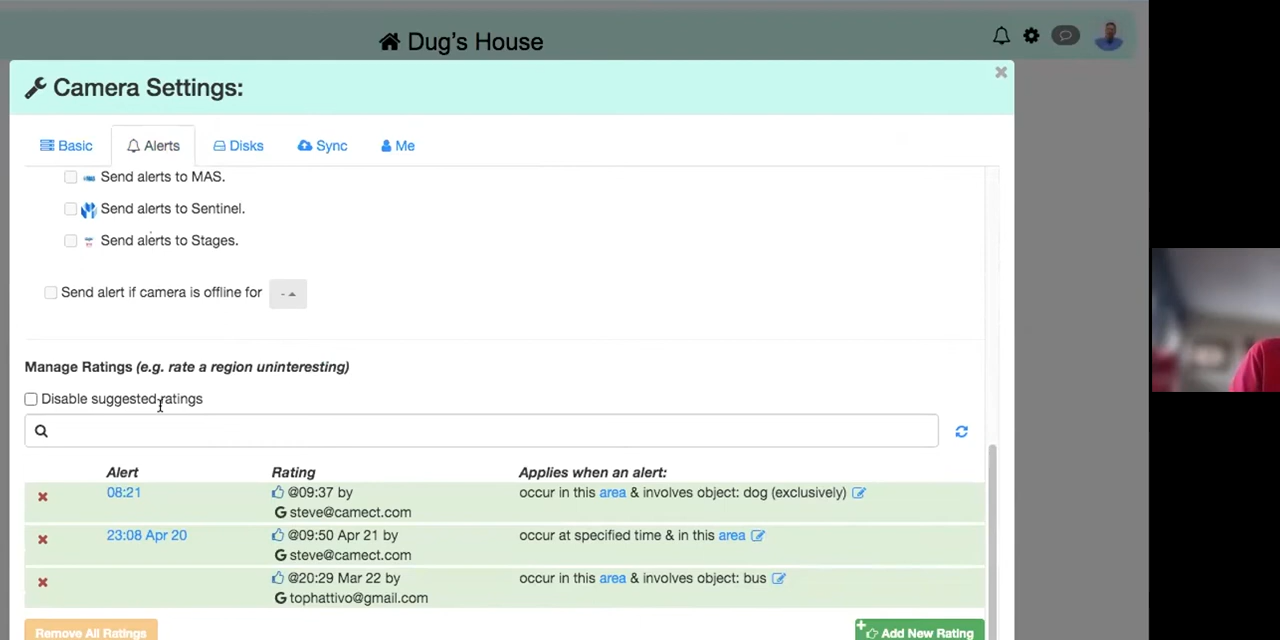 Dug's House
Camera Settings:
Basic Alerts Disks Sync Me
Send alerts to MAS.
Send alerts to Sentinel.
Send alerts to Stages.
Send alert if camera is offline for -
Manage Ratings (e.g. rate a region uninteresting)
Disable suggested ratings
Alert Rating Applies when an alert:
08:21 @09:37 by occur in this area & involves object: dog (exclusively)
steve@camect.com
23:08 Apr 20 @09:50 Apr 21 by occur at specified time & in this area
steve@camect.com
@20:29 Mar 22 by occur in this area & involves object: bus
tophattivo@gmail.com
Remove All Ratings Add New Rating